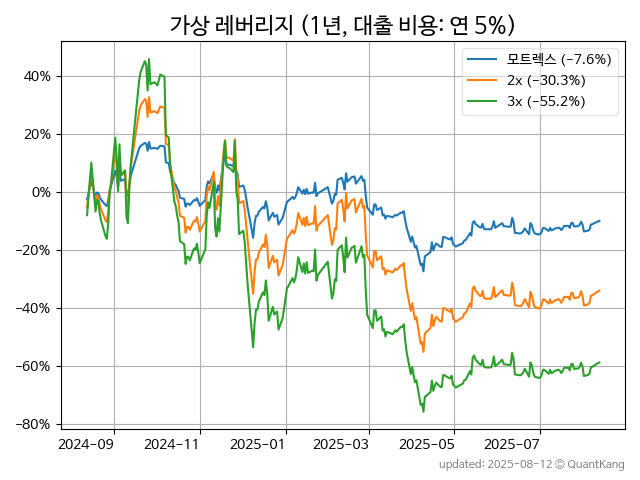 가상 레버리지 (1년, 대출 비용: 연 5%)
모트렉스 (−7.6%)
2x (−30.3%)
3x (−55.2%)
40%
20%
0%
−20%
−40%
−60%
−80%
2024-09
2024-11
2025-01
2025-03
2025-05
2025-07
updated: 2025-08-12 © QuantKang